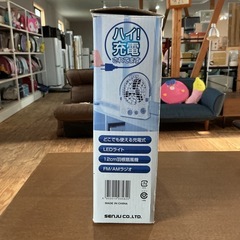 ハイ!
充電
どこでも使える充電式
LEDライト
12cm羽根扇風機
FM/AMラジオ
MADE IN CHINA
SENJU CO.,LTD.